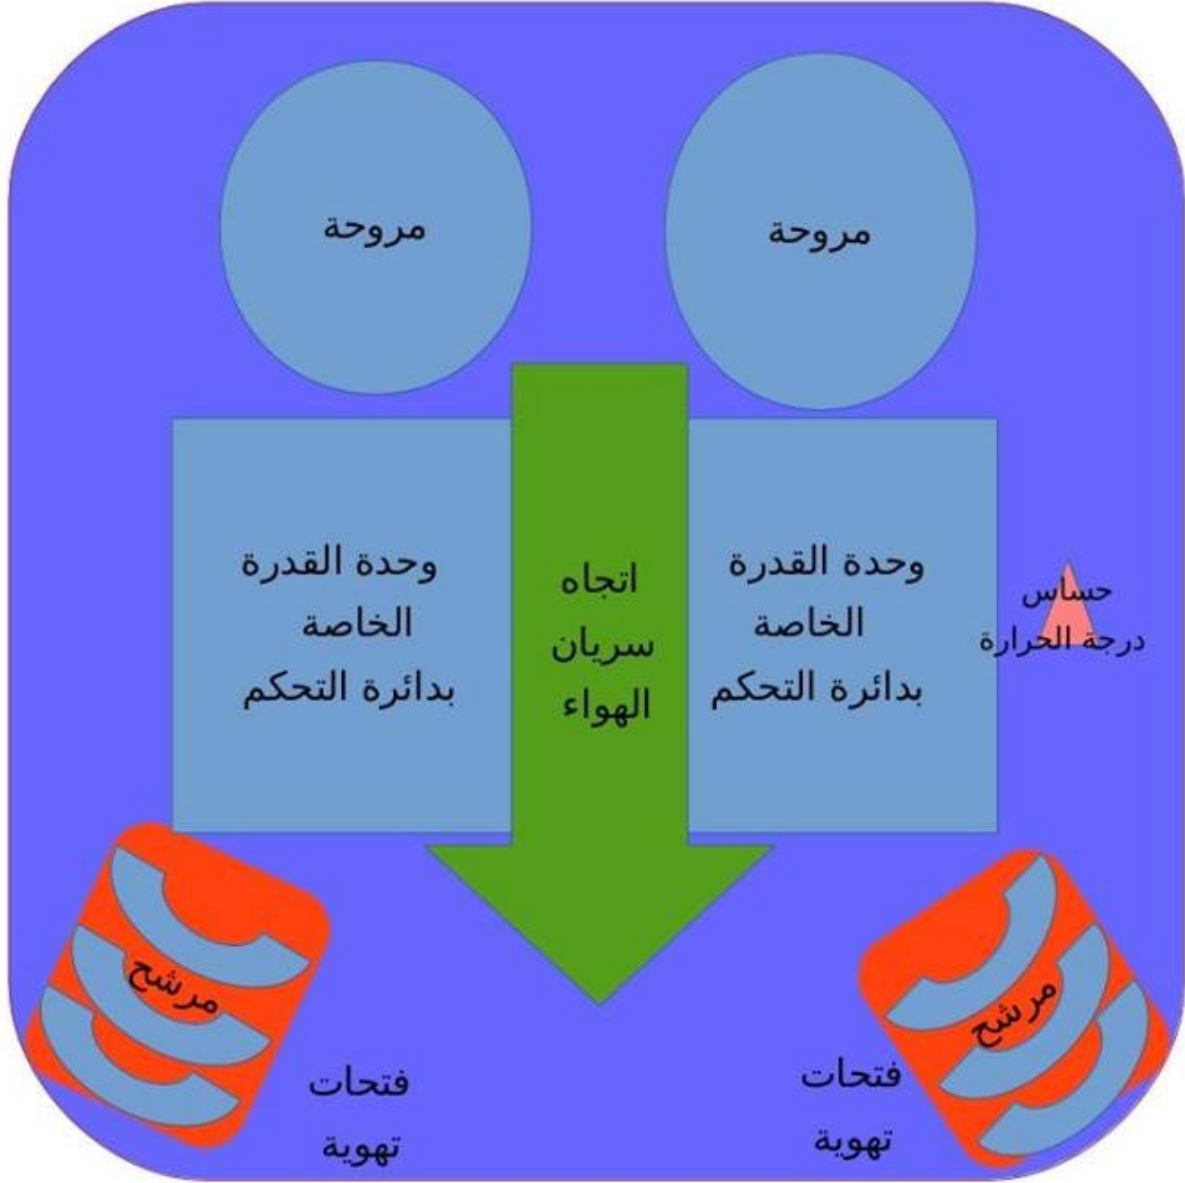 مروحة
مروحة
وحدة القدرة
الخاصة
بدائرة التحكم
اتجاه
سريان
الهواء
وحدة القدرة
الخاصة
بدائرة التحكم
حساس
درجة الحرارة
مرشح
مرشح
فتحات
تهوية
فتحات
تهوية